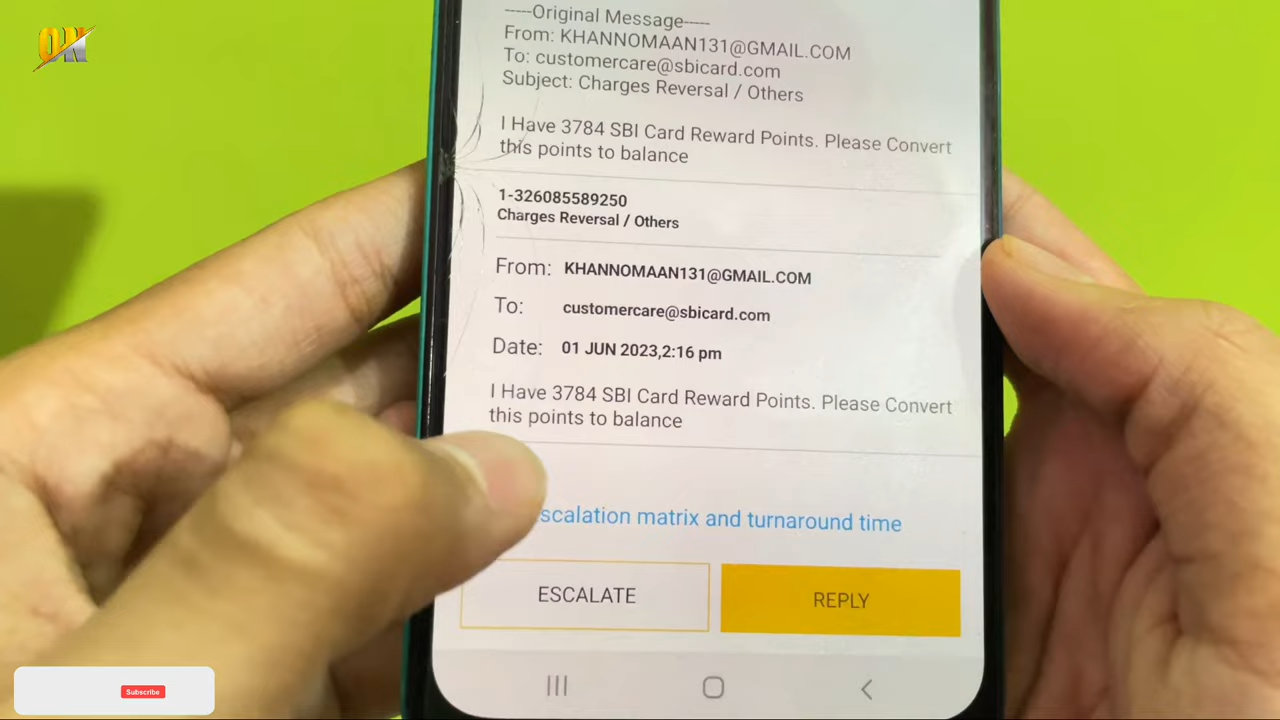 ON
-----Original Message-----
From: KHANNOMAAN131@GMAIL.COM
To: customercare@sbicard.com
Subject: Charges Reversal / Others
I Have 3784 SBI Card Reward Points. Please Convert
this points to balance
1-326085589250
Charges Reversal / Others
From: KHANNOMAAN131@GMAIL.COM
To: customercare@sbicard.com
Date: 01 JUN 2023,2:16 pm
I Have 3784 SBI Card Reward Points. Please Convert
this points to balance
scalation matrix and turnaround time
ESCALATE
REPLY
Subscribe